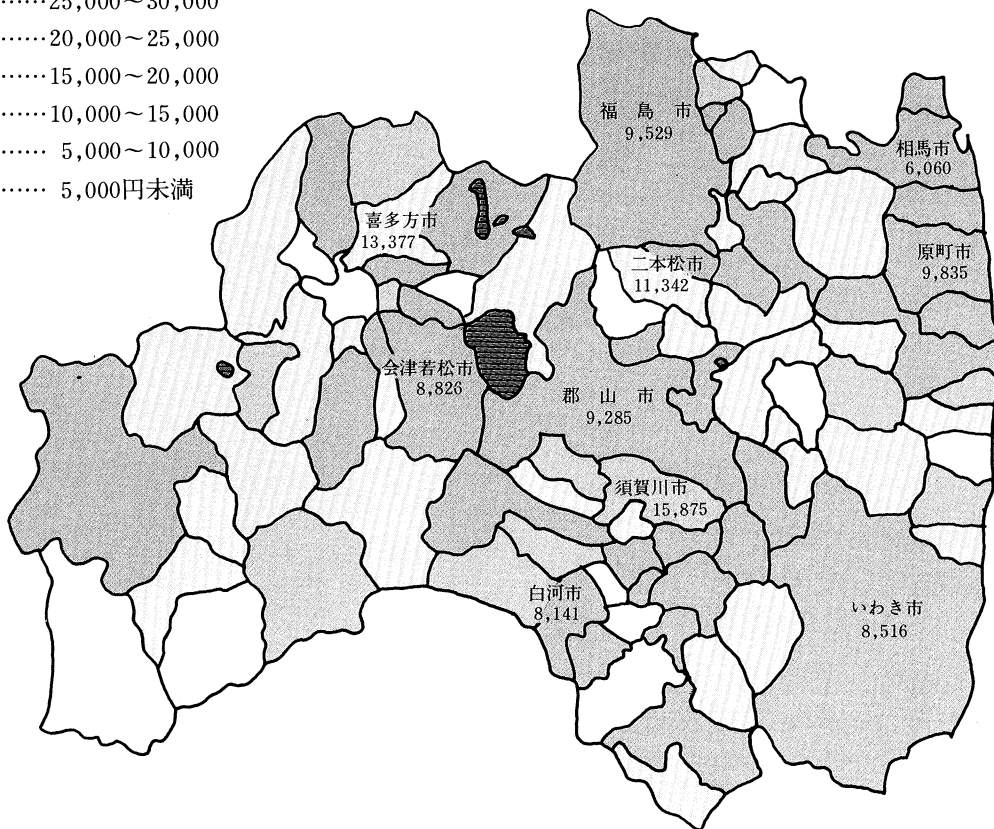 ……25,000～30,000
……20,000～25,000
……15,000～20,000
……10,000～15,000
…… 5,000～10,000
…… 5,000円未満
福島市
9,529
相馬市
6,060
喜多方市
13,377
原町市
9,835
二本松市
11,342
会津若松市
8,826
郡山市
9,285
須賀川市
15,875
白河市
8,141
いわき市
8,516